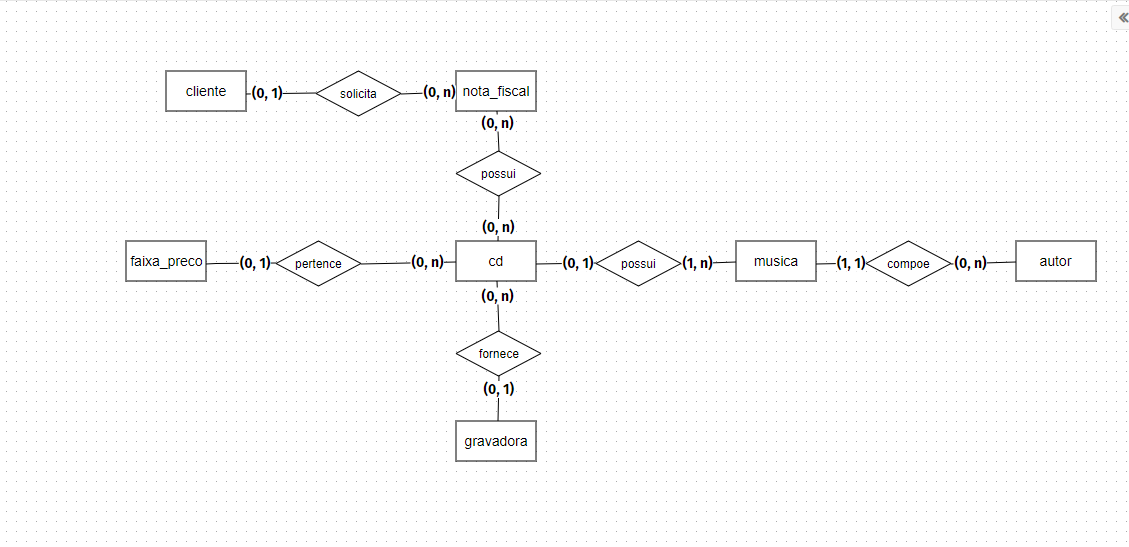 cliente (0, 1) solicita (0, n) nota_fiscal
(0, n)
possui
(0, n)
faixa_preco (0, 1) pertence (0, n) cd (0, 1) possui (1, n) musica (1, 1) compoe (0, n) autor
(0, n)
fornece
(0, 1)
gravadora